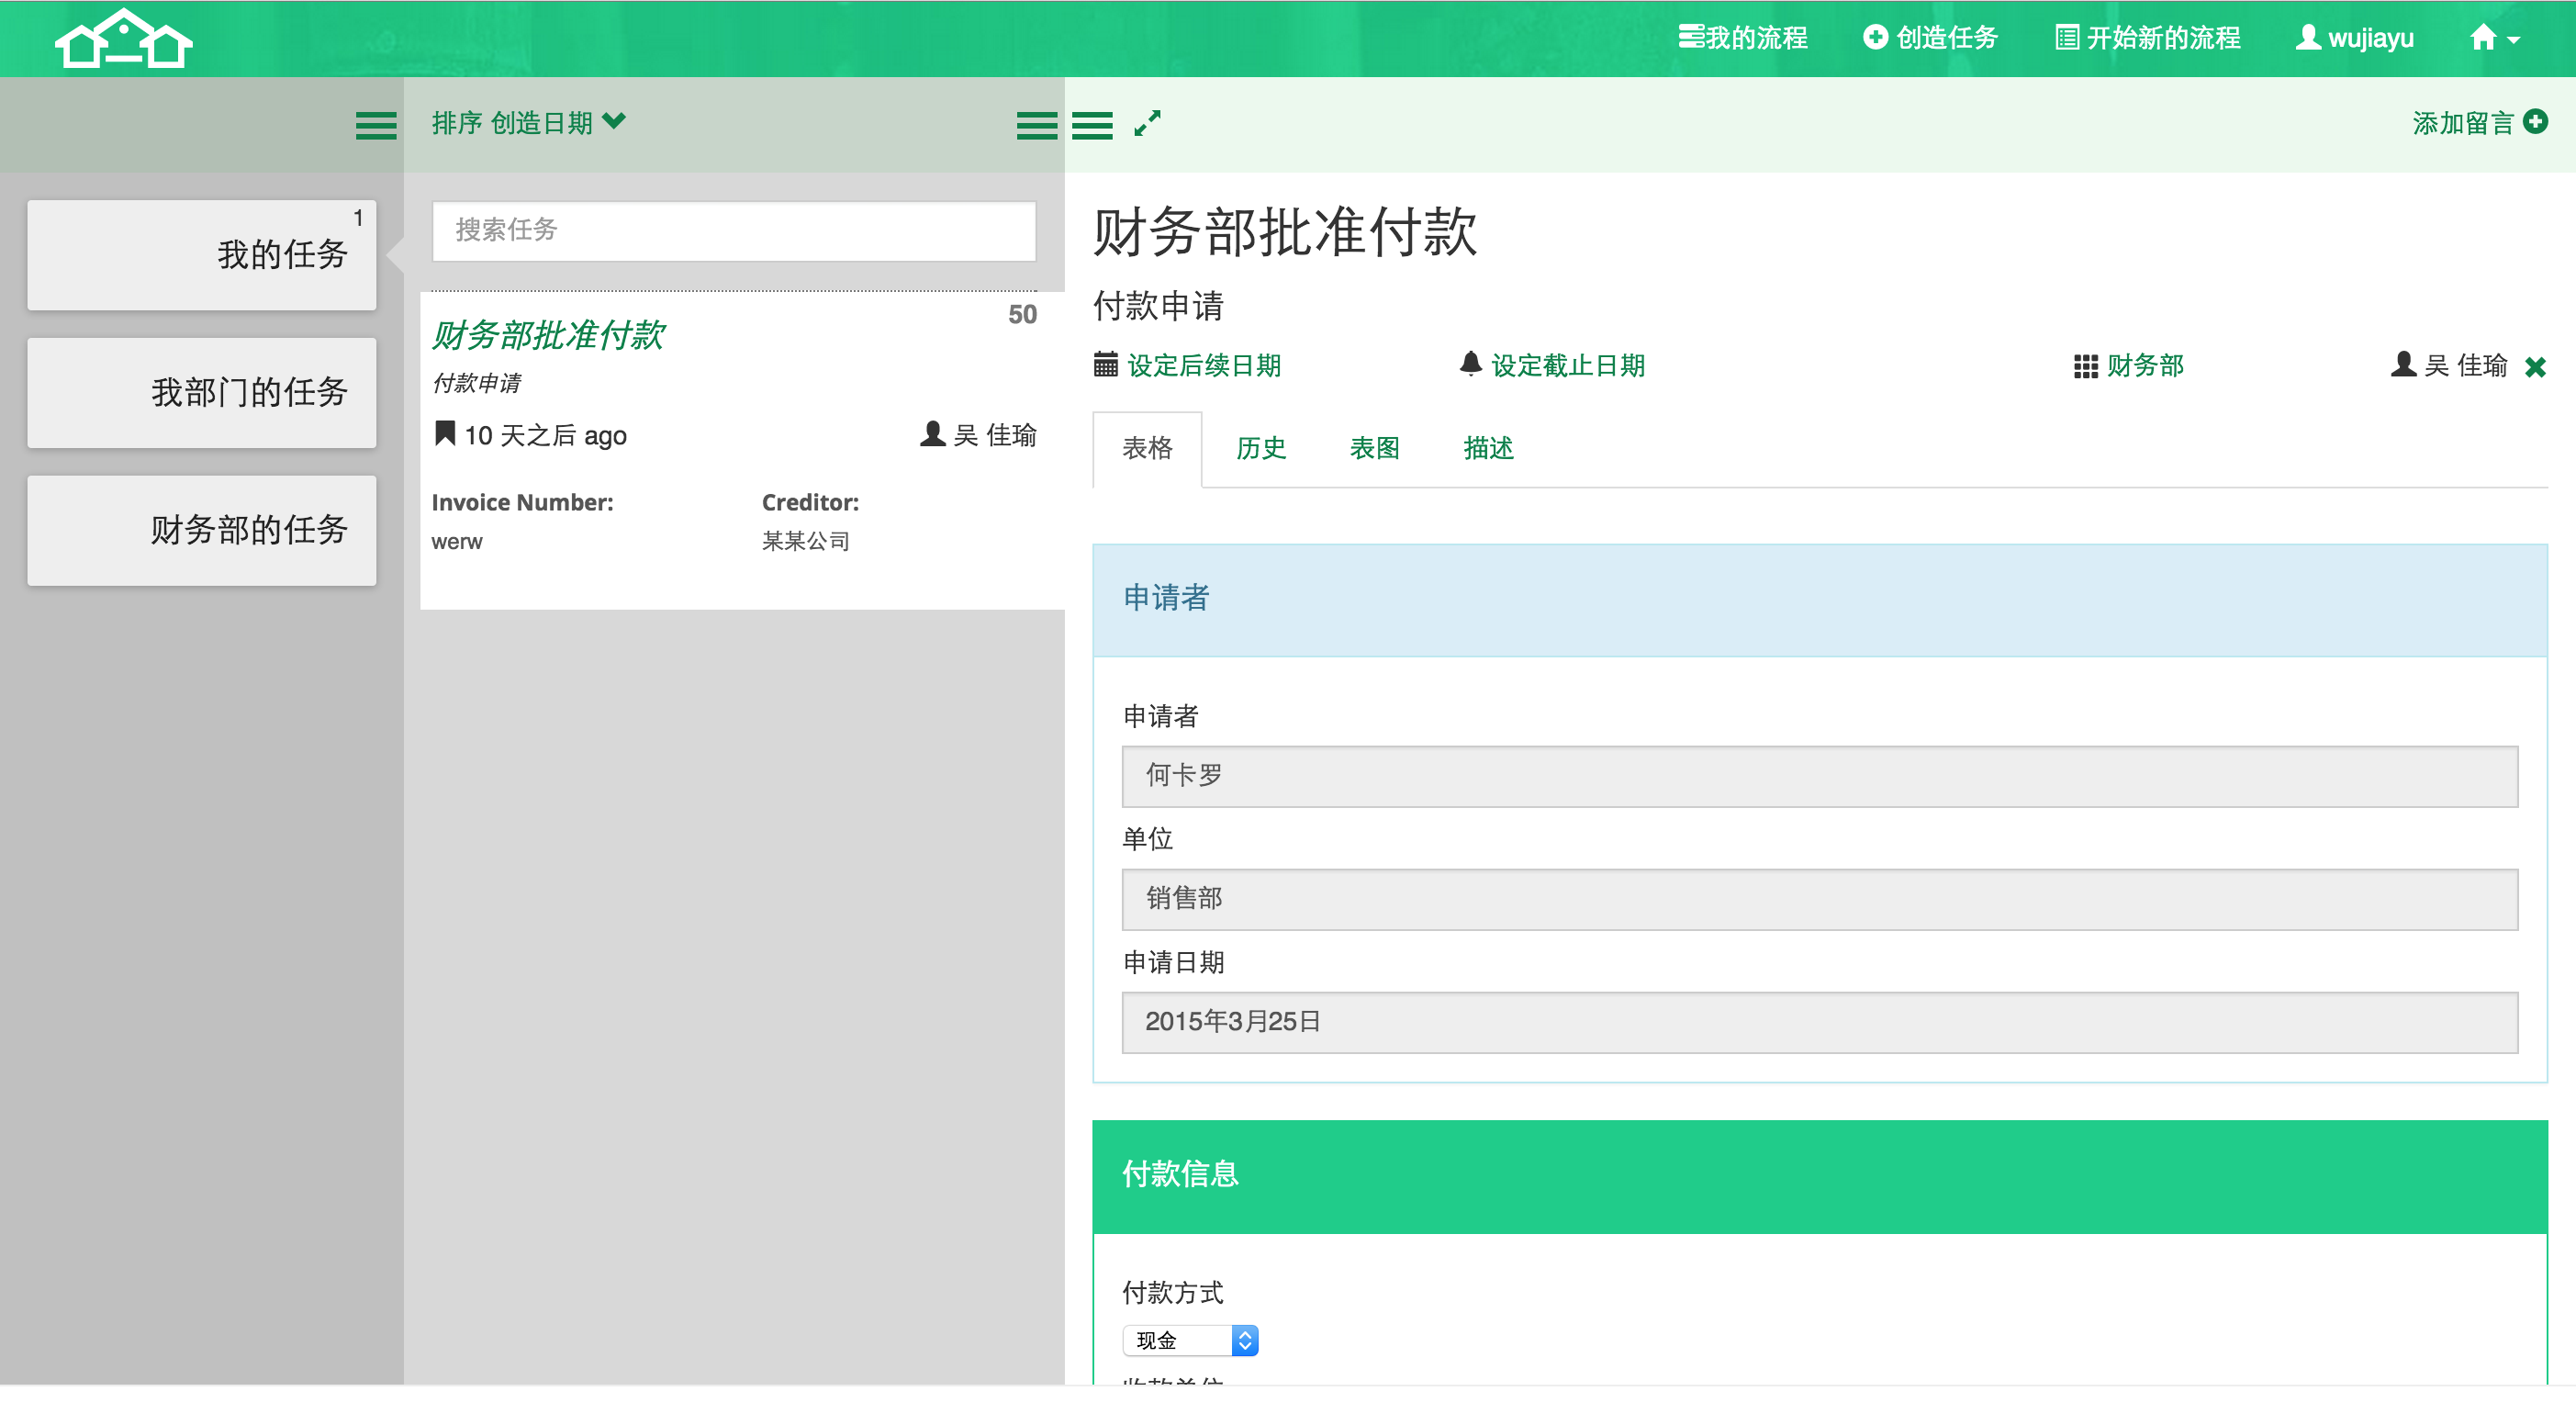 我的流程 创造任务 开始新的流程 wujiayu
排序 创造日期
添加留言
1
我的任务
我部门的任务
财务部的任务
搜索任务
50
财务部批准付款
付款申请
10 天之后 ago 吴 佳瑜
Invoice Number: Creditor:
werw 某某公司
财务部批准付款
付款申请
设定后续日期 设定截止日期 财务部 吴 佳瑜
表格 历史 表图 描述
申请者
申请者
何卡罗
单位
销售部
申请日期
2015年3月25日
付款信息
付款方式
现金